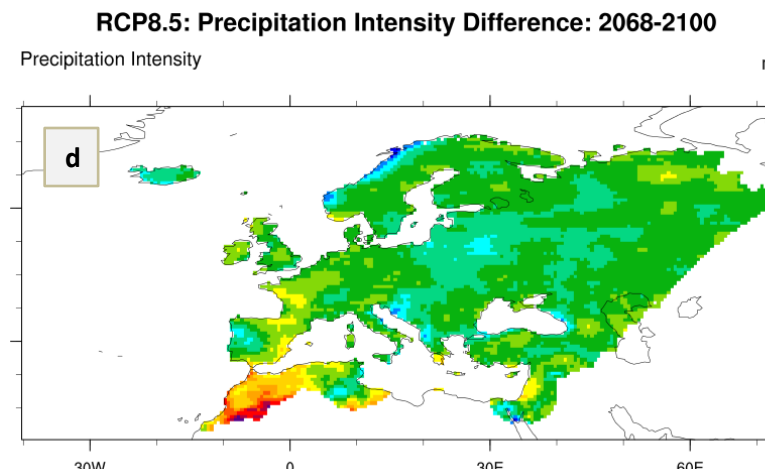 RCP8.5: Precipitation Intensity Difference: 2068-2100
Precipitation Intensity
d
30W 0 30E 60E